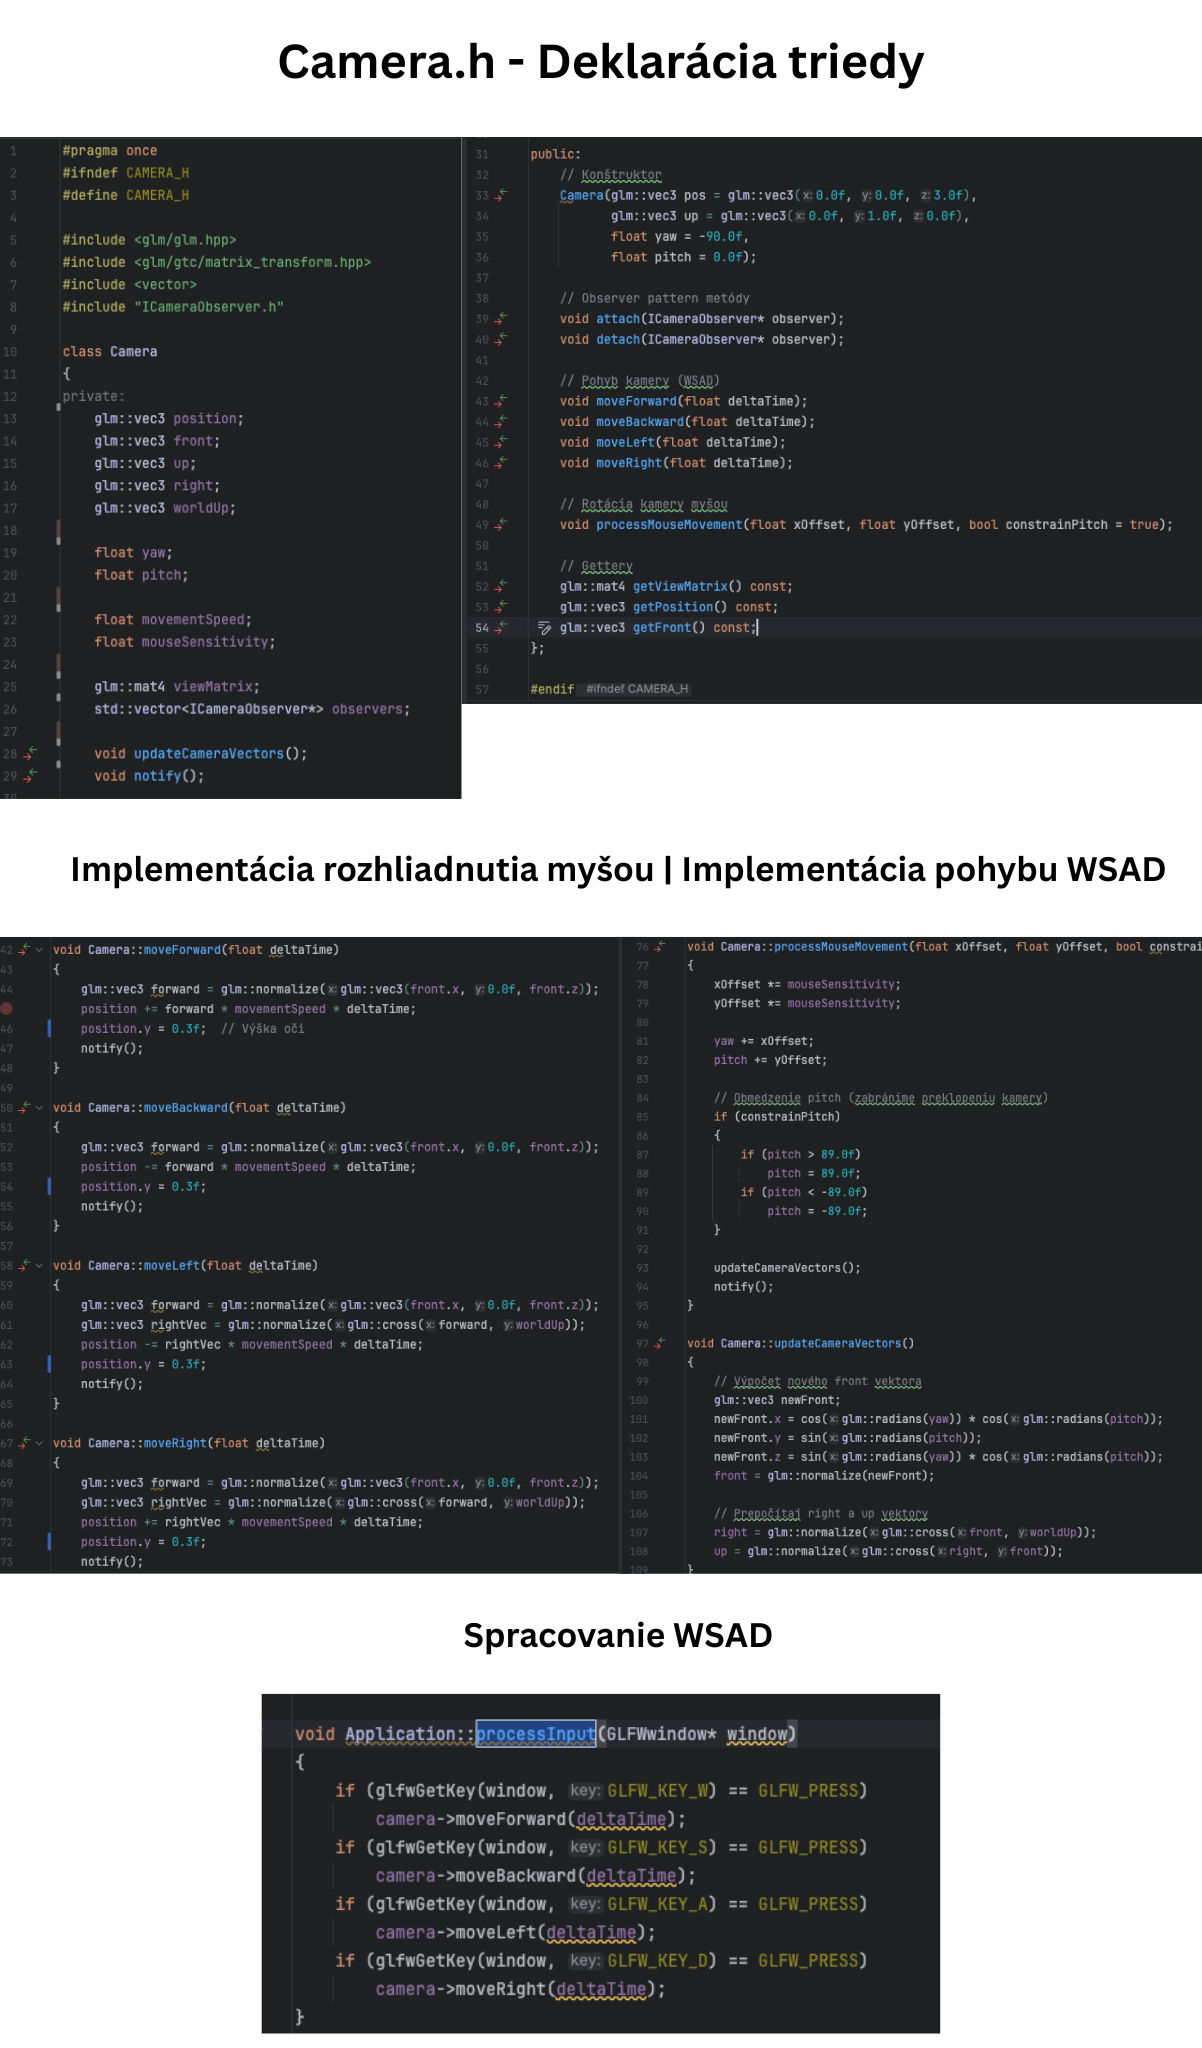 Camera.h - Deklarácia triedy
1 #pragma once
2 #ifndef CAMERA_H
3 #define CAMERA_H
4
5 #include <glm/glm.hpp>
6 #include <glm/gtc/matrix_transform.hpp>
7 #include <vector>
8 #include "ICameraObserver.h"
9
10 class Camera
11 {
12 private:
13 glm::vec3 position;
14 glm::vec3 front;
15 glm::vec3 up;
16 glm::vec3 right;
17 glm::vec3 worldUp;
18
19 float yaw;
20 float pitch;
21
22 float movementSpeed;
23 float mouseSensitivity;
24
25 glm::mat4 viewMatrix;
26 std::vector<ICameraObserver*> observers;
27
28 void updateCameraVectors();
29 void notify();
30
31 public:
32 // Konštruktor
33 Camera(glm::vec3 pos = glm::vec3(x:0.0f, y:0.0f, z:3.0f),
34 glm::vec3 up = glm::vec3(x:0.0f, y:1.0f, z:0.0f),
35 float yaw = -90.0f,
36 float pitch = 0.0f);
37
38 // Observer pattern metódy
39 void attach(ICameraObserver* observer);
40 void detach(ICameraObserver* observer);
41
42 // Pohyb kamery (WSAD)
43 void moveForward(float deltaTime);
44 void moveBackward(float deltaTime);
45 void moveLeft(float deltaTime);
46 void moveRight(float deltaTime);
47
48 // Rotácia kamery myšou
49 void processMouseMovement(float xOffset, float yOffset, bool constrainPitch = true);
50
51 // Gettery
52 glm::mat4 getViewMatrix() const;
53 glm::vec3 getPosition() const;
54 glm::vec3 getFront() const;
55 };
56
57 #endif #ifndef CAMERA_H
Implementácia rozhliadnutia myšou | Implementácia pohybu WSAD
42 void Camera::moveForward(float deltaTime)
43 {
44 glm::vec3 forward = glm::normalize(x:glm::vec3(front.x, y:0.0f, front.z));
position += forward * movementSpeed * deltaTime;
46 position.y = 0.3f; // Výška oči
47 notify();
48 }
49
50 void Camera::moveBackward(float deltaTime)
51 {
52 glm::vec3 forward = glm::normalize(x:glm::vec3(front.x, y:0.0f, front.z));
53 position -= forward * movementSpeed * deltaTime;
54 position.y = 0.3f;
55 notify();
56 }
57
58 void Camera::moveLeft(float deltaTime)
59 {
60 glm::vec3 forward = glm::normalize(x:glm::vec3(front.x, y:0.0f, front.z));
61 glm::vec3 rightVec = glm::normalize(x:glm::cross(x:forward, y:worldUp));
62 position -= rightVec * movementSpeed * deltaTime;
63 position.y = 0.3f;
64 notify();
65 }
66
67 void Camera::moveRight(float deltaTime)
68 {
69 glm::vec3 forward = glm::normalize(x:glm::vec3(front.x, y:0.0f, front.z));
70 glm::vec3 rightVec = glm::normalize(x:glm::cross(x:forward, y:worldUp));
71 position += rightVec * movementSpeed * deltaTime;
72 position.y = 0.3f;
73 notify();
76 void Camera::processMouseMovement(float xOffset, float yOffset, bool constrai
77 {
78 xOffset *= mouseSensitivity;
79 yOffset *= mouseSensitivity;
80
81 yaw += xOffset;
82 pitch += yOffset;
83
84 // Obmedzenie pitch (zabránime preklopeniu kamery)
85 if (constrainPitch)
86 {
87 if (pitch > 89.0f)
88 pitch = 89.0f;
89 if (pitch < -89.0f)
90 pitch = -89.0f;
91 }
92
93 updateCameraVectors();
94 notify();
95 }
96
97 void Camera::updateCameraVectors()
98 {
99 // Výpočet nového front vektora
100 glm::vec3 newFront;
101 newFront.x = cos(x:glm::radians(yaw)) * cos(x:glm::radians(pitch));
102 newFront.y = sin(x:glm::radians(pitch));
103 newFront.z = sin(x:glm::radians(yaw)) * cos(x:glm::radians(pitch));
104 front = glm::normalize(newFront);
105
106 // Prepočítaj right a up vektory
107 right = glm::normalize(x:glm::cross(x:front, y:worldUp));
108 up = glm::normalize(x:glm::cross(x:right, y:front));
109 }
Spracovanie WSAD
void Application::processInput(GLFWwindow* window)
{
if (glfwGetKey(window, key:GLFW_KEY_W) == GLFW_PRESS)
camera->moveForward(deltaTime);
if (glfwGetKey(window, key:GLFW_KEY_S) == GLFW_PRESS)
camera->moveBackward(deltaTime);
if (glfwGetKey(window, key:GLFW_KEY_A) == GLFW_PRESS)
camera->moveLeft(deltaTime);
if (glfwGetKey(window, key:GLFW_KEY_D) == GLFW_PRESS)
camera->moveRight(deltaTime);
}